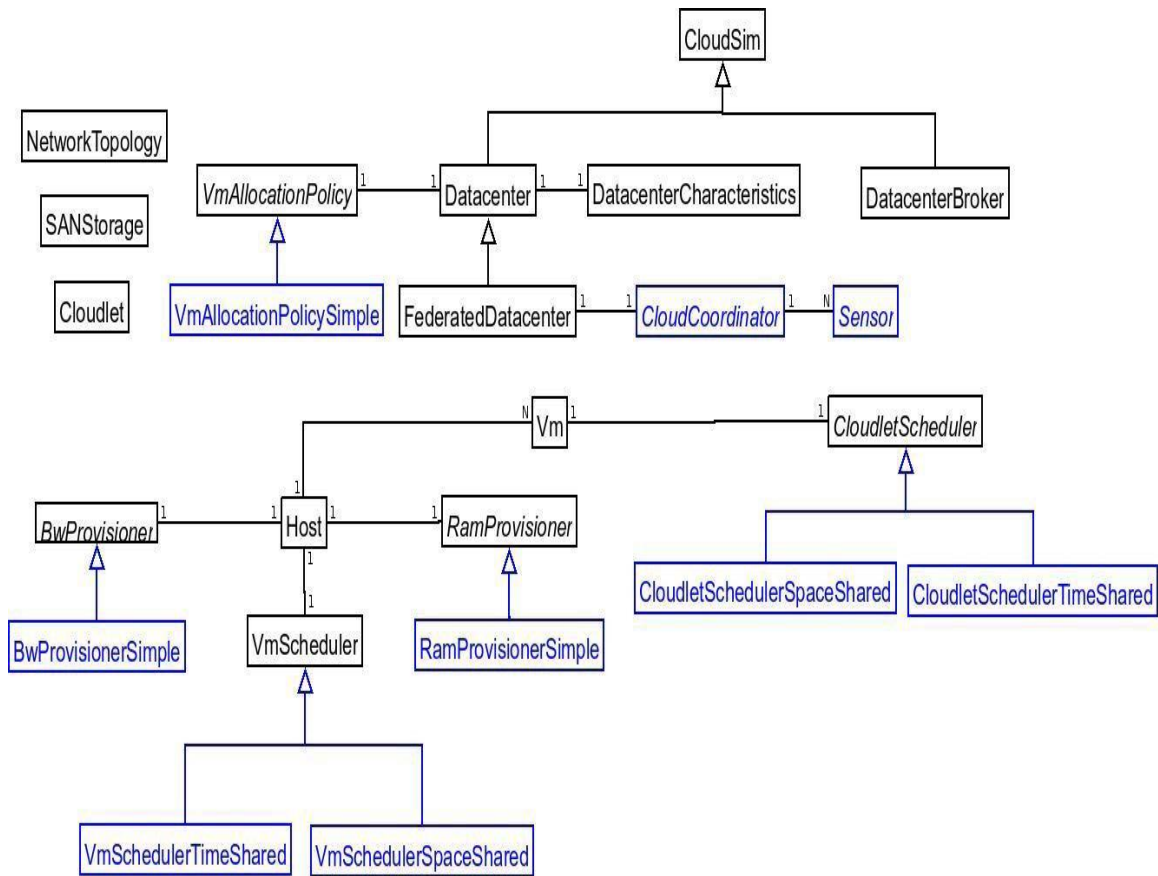 CloudSim
NetworkTopology
VmAllocationPolicy 1 1 Datacenter 1 1 DatacenterCharacteristics
DatacenterBroker
SANStorage
Cloudlet
VmAllocationPolicySimple
FederatedDatacenter 1 1 CloudCoordinator 1 N Sensor
N Vm 1 1 CloudletScheduler
1
BwProvisioner 1 1 Host 1 1 RamProvisioner
1
1
CloudletSchedulerSpaceShared
CloudletSchedulerTimeShared
BwProvisionerSimple
VmScheduler
RamProvisionerSimple
VmSchedulerTimeShared
VmSchedulerSpaceShared